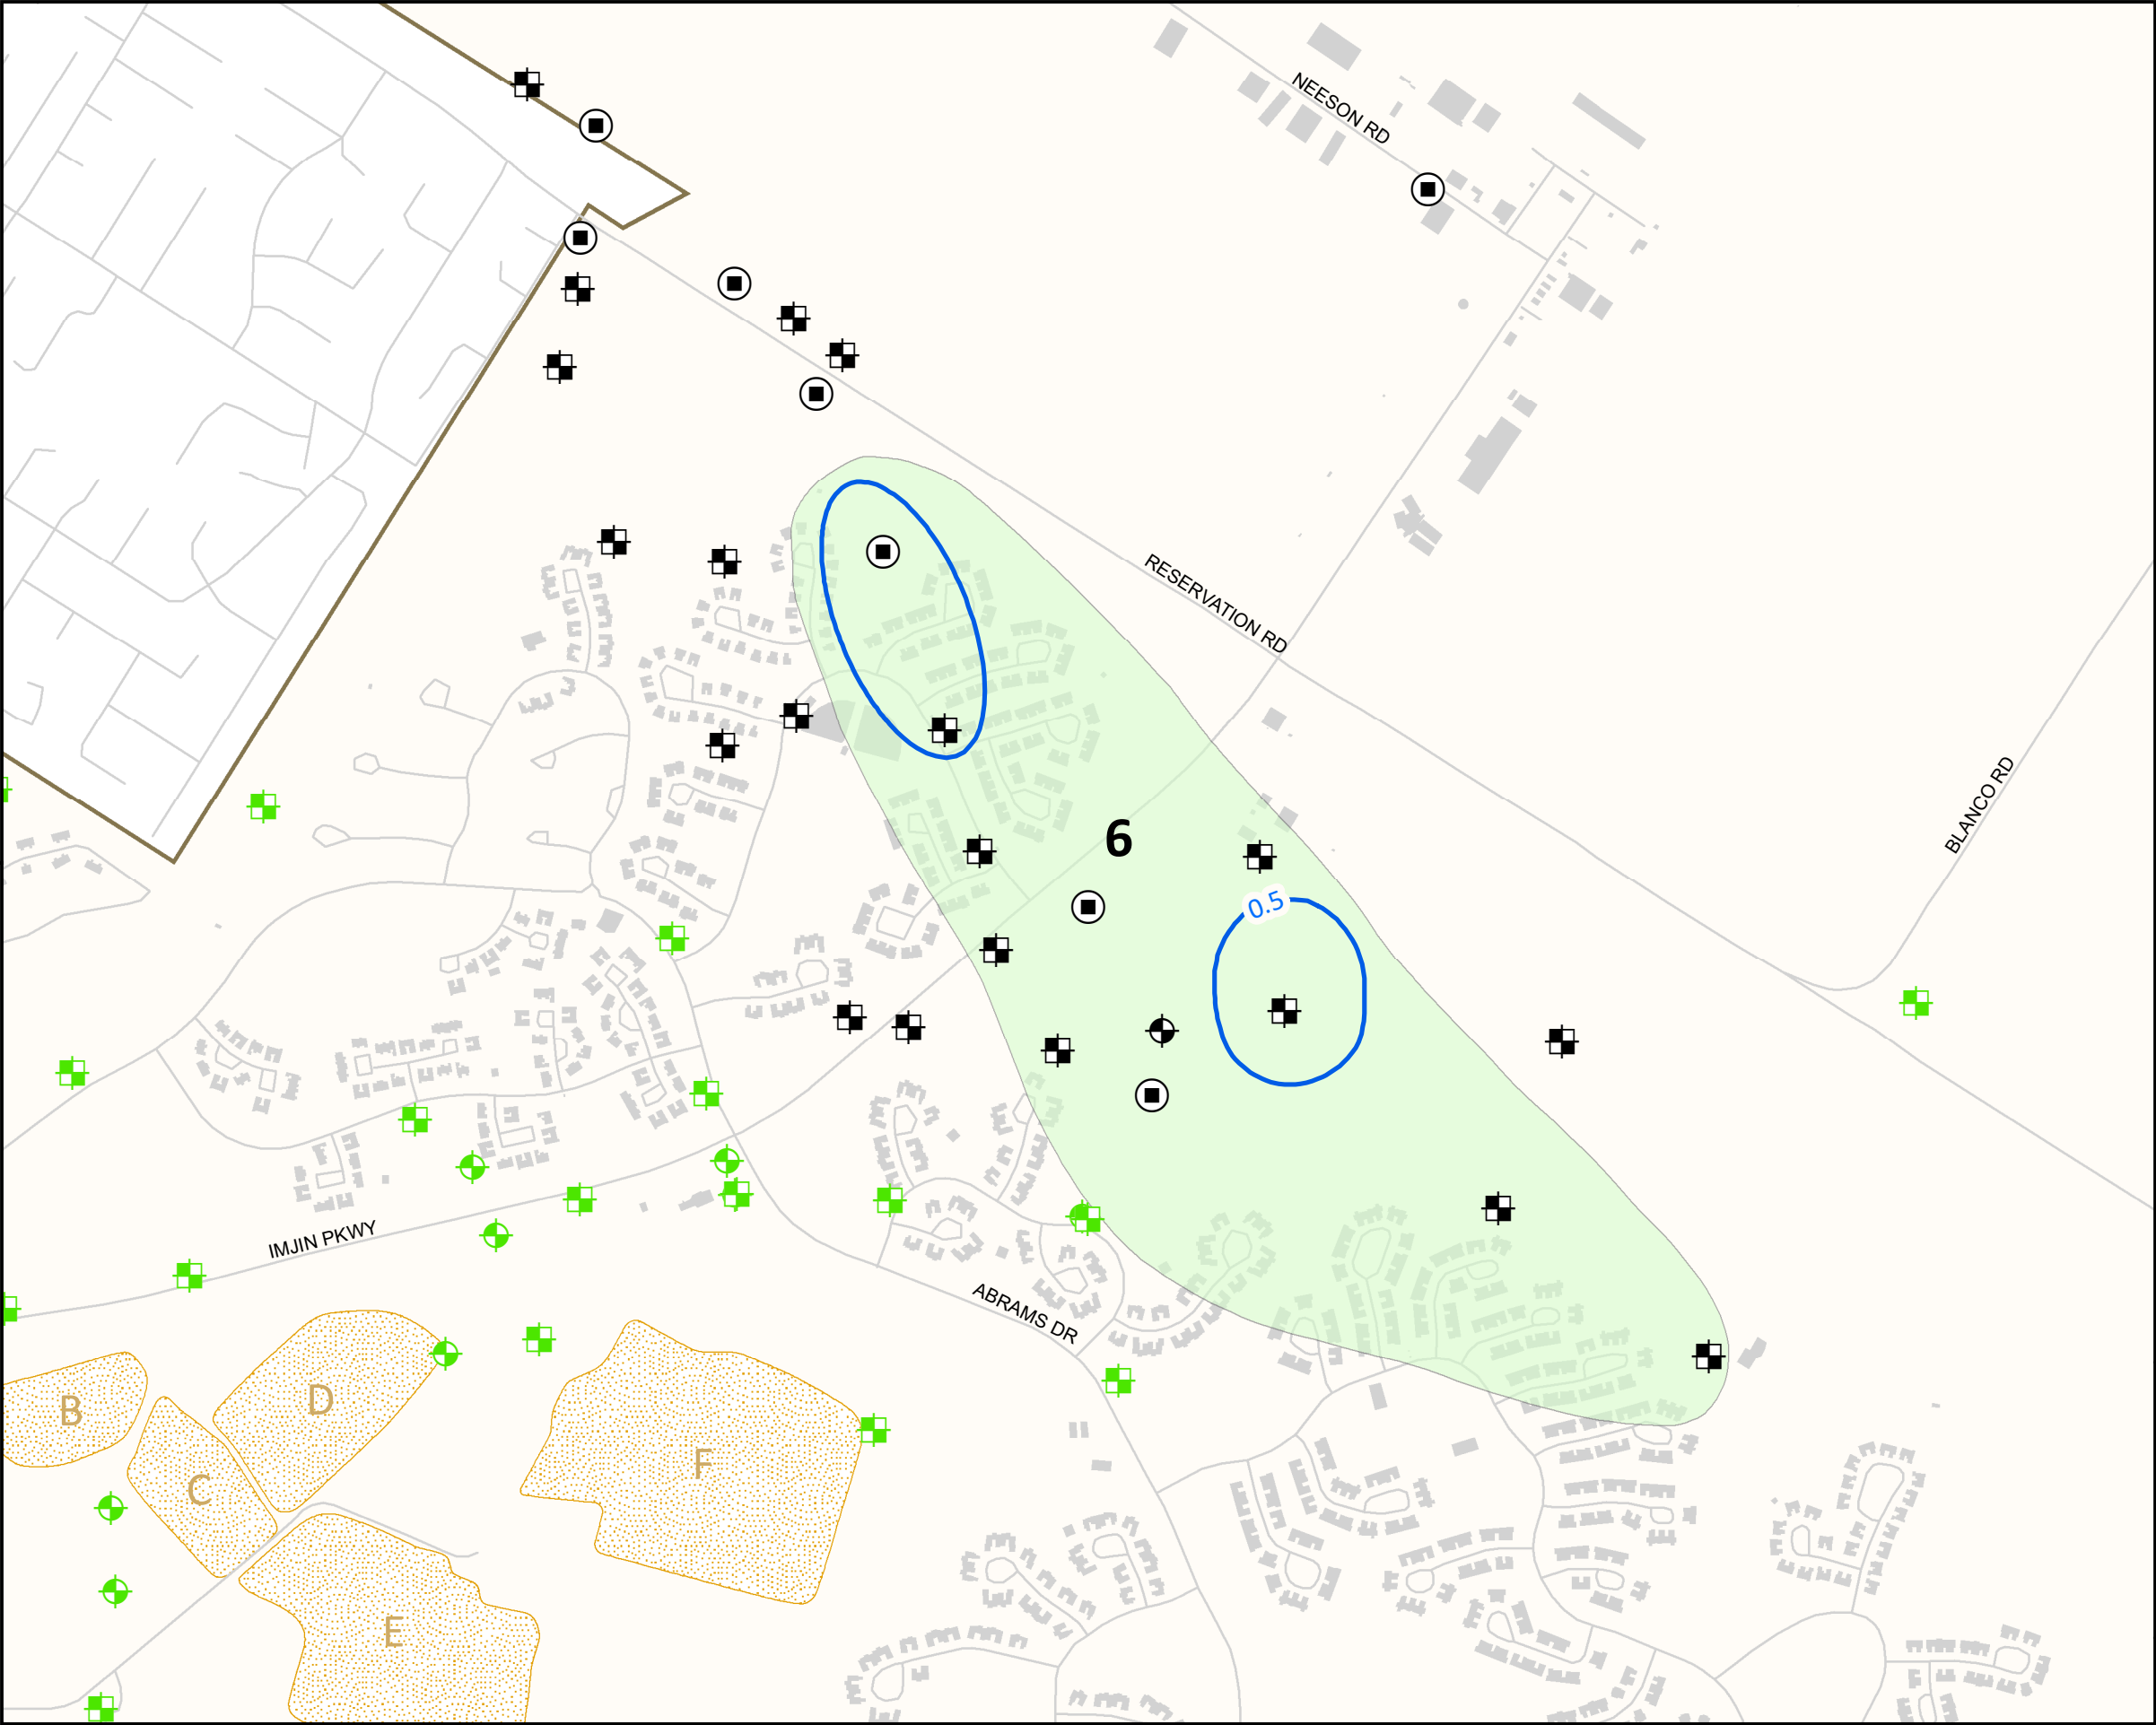 NEESON RD
RESERVATION RD
BLANCO RD
6
0.5
IMJIN PKWY
ABRAMS DR
B
D
C
F
E